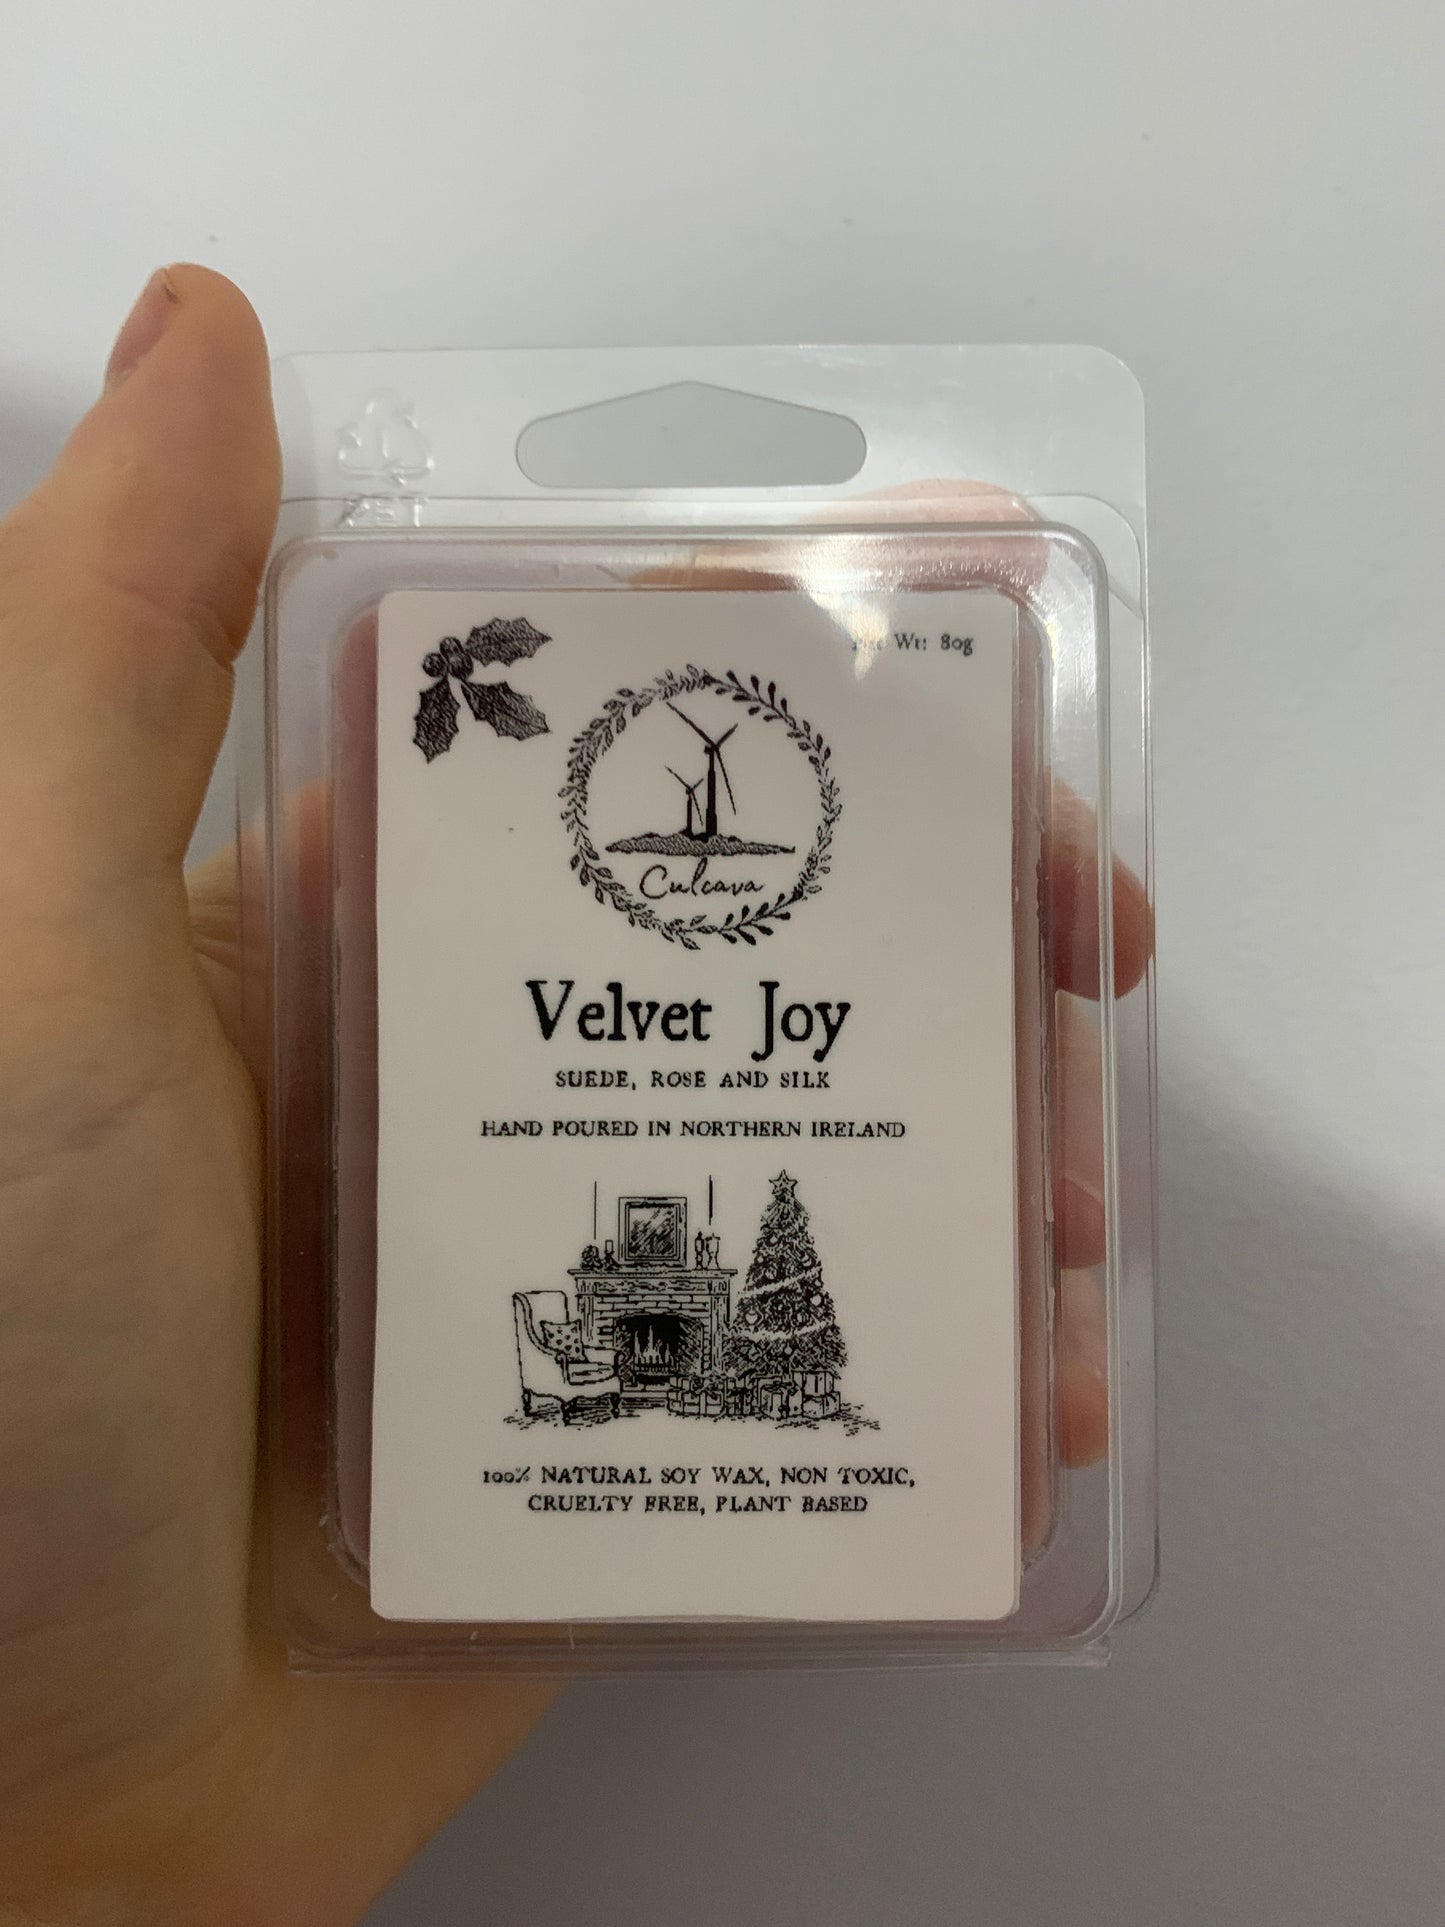 PET
Wt: 80g
Culcava
Velvet Joy
SUEDE, ROSE AND SILK
HAND POURED IN NORTHERN IRELAND
100% NATURAL SOY WAX, NON TOXIC,
CRUELTY FREE, PLANT BASED